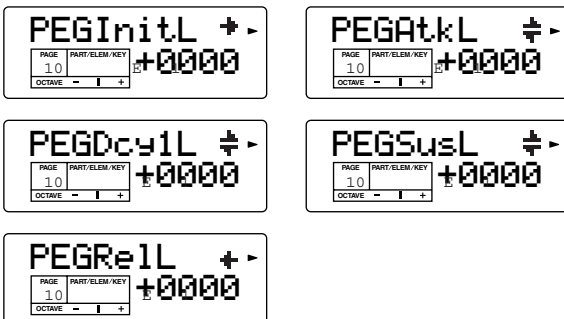 PEGInitL
PAGE PART/ELEM/KEY
10 E +0000
OCTAVE – +
PEGAtkL
PAGE PART/ELEM/KEY
10 E +0000
OCTAVE – +
PEGDcy1L
PAGE PART/ELEM/KEY
10 E +0000
OCTAVE – +
PEGSusL
PAGE PART/ELEM/KEY
10 E +0000
OCTAVE – +
PEGRelL
PAGE PART/ELEM/KEY
10 E +0000
OCTAVE – +